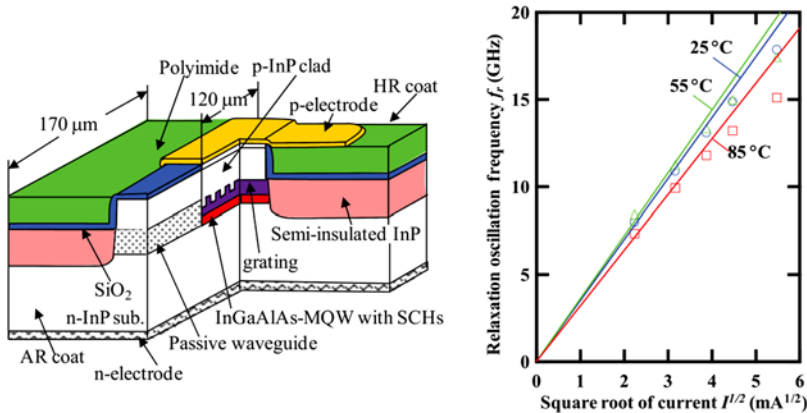 p-InP clad
Polyimide
120 μm
HR coat
p-electrode
170 μm
grating
Semi-insulated InP
SiO2
n-InP sub.
InGaAlAs-MQW with SCHs
AR coat
Passive waveguide
n-electrode
Relaxation oscillation frequency fr (GHz)
20
15
10
5
0
25 °C
55 °C
85 °C
0 1 2 3 4 5 6
Square root of current I1/2 (mA1/2)